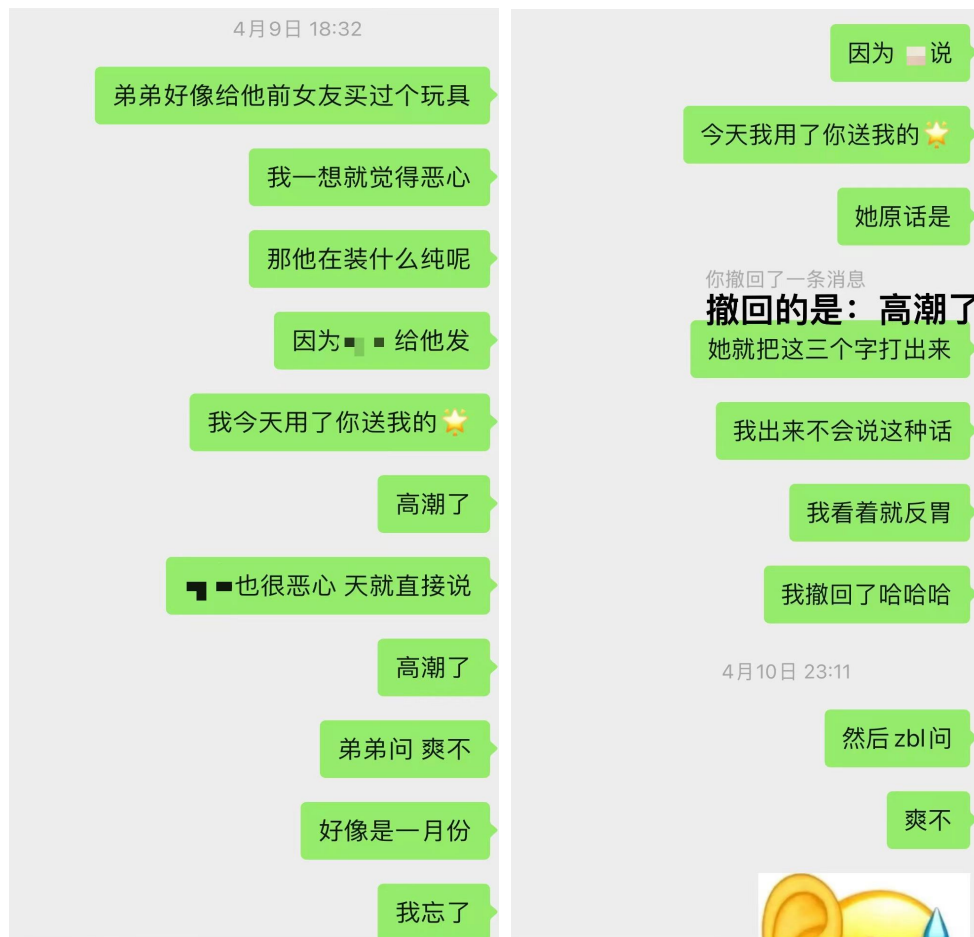 4月9日 18:32
弟弟好像给他前女友买过个玩具
我一想就觉得恶心
那他在装什么纯呢
因为 给他发
我今天用了你送我的🌟
高潮了
也很恶心 天就直接说
高潮了
弟弟问 爽不
好像是一月份
我忘了
因为 说
今天我用了你送我的🌟
她原话是
你撤回了一条消息
撤回的是：高潮了
她就把这三个字打出来
我出来不会说这种话
我看着就反胃
我撤回了哈哈哈
4月10日 23:11
然后zbl问
爽不